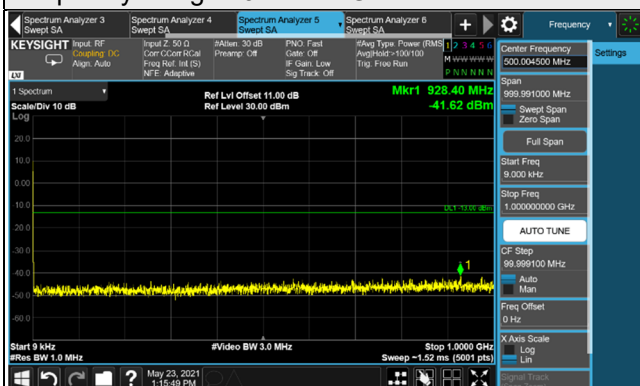 Spectrum Analyzer 3 Swept SA
Spectrum Analyzer 4 Swept SA
Spectrum Analyzer 5 Swept SA
Spectrum Analyzer 6 Swept SA
+
Frequency
KEYSIGHT
Input: RF
Coupling: DC
Align: Auto
Input Z: 50 Ω
Corr CCorr RCal
Freq Ref: Int (S)
NFE: Adaptive
#Atten: 30 dB
Preamp: Off
PNO: Fast
Gate: Off
IF Gain: Low
Sig Track: Off
#Avg Type: Power (RMS
Avg|Hold:>100/100
Trig: Free Run
1 2 3 4 5 6
M W W W W W
P N N N N N
Center Frequency
500.004500 MHz
Settings
Span
999.991000 MHz
Swept Span
Zero Span
Full Span
Start Freq
9.000 kHz
Stop Freq
1.000000000 GHz
AUTO TUNE
CF Step
99.999100 MHz
Auto
Man
Freq Offset
0 Hz
X Axis Scale
Log
Lin
Signal Track
1 Spectrum
Scale/Div 10 dB
Log
Ref Lvl Offset 11.00 dB
Ref Level 30.00 dBm
Mkr1 928.40 MHz
-41.62 dBm
20.0
10.0
0.00
-10.0
-20.0
-30.0
-40.0
-50.0
-60.0
DL1 -13.00 dBm
1
Start 9 kHz
#Res BW 1.0 MHz
#Video BW 3.0 MHz
Stop 1.0000 GHz
Sweep ~1.52 ms (5001 pts)
?
May 23, 2021
1:15:49 PM